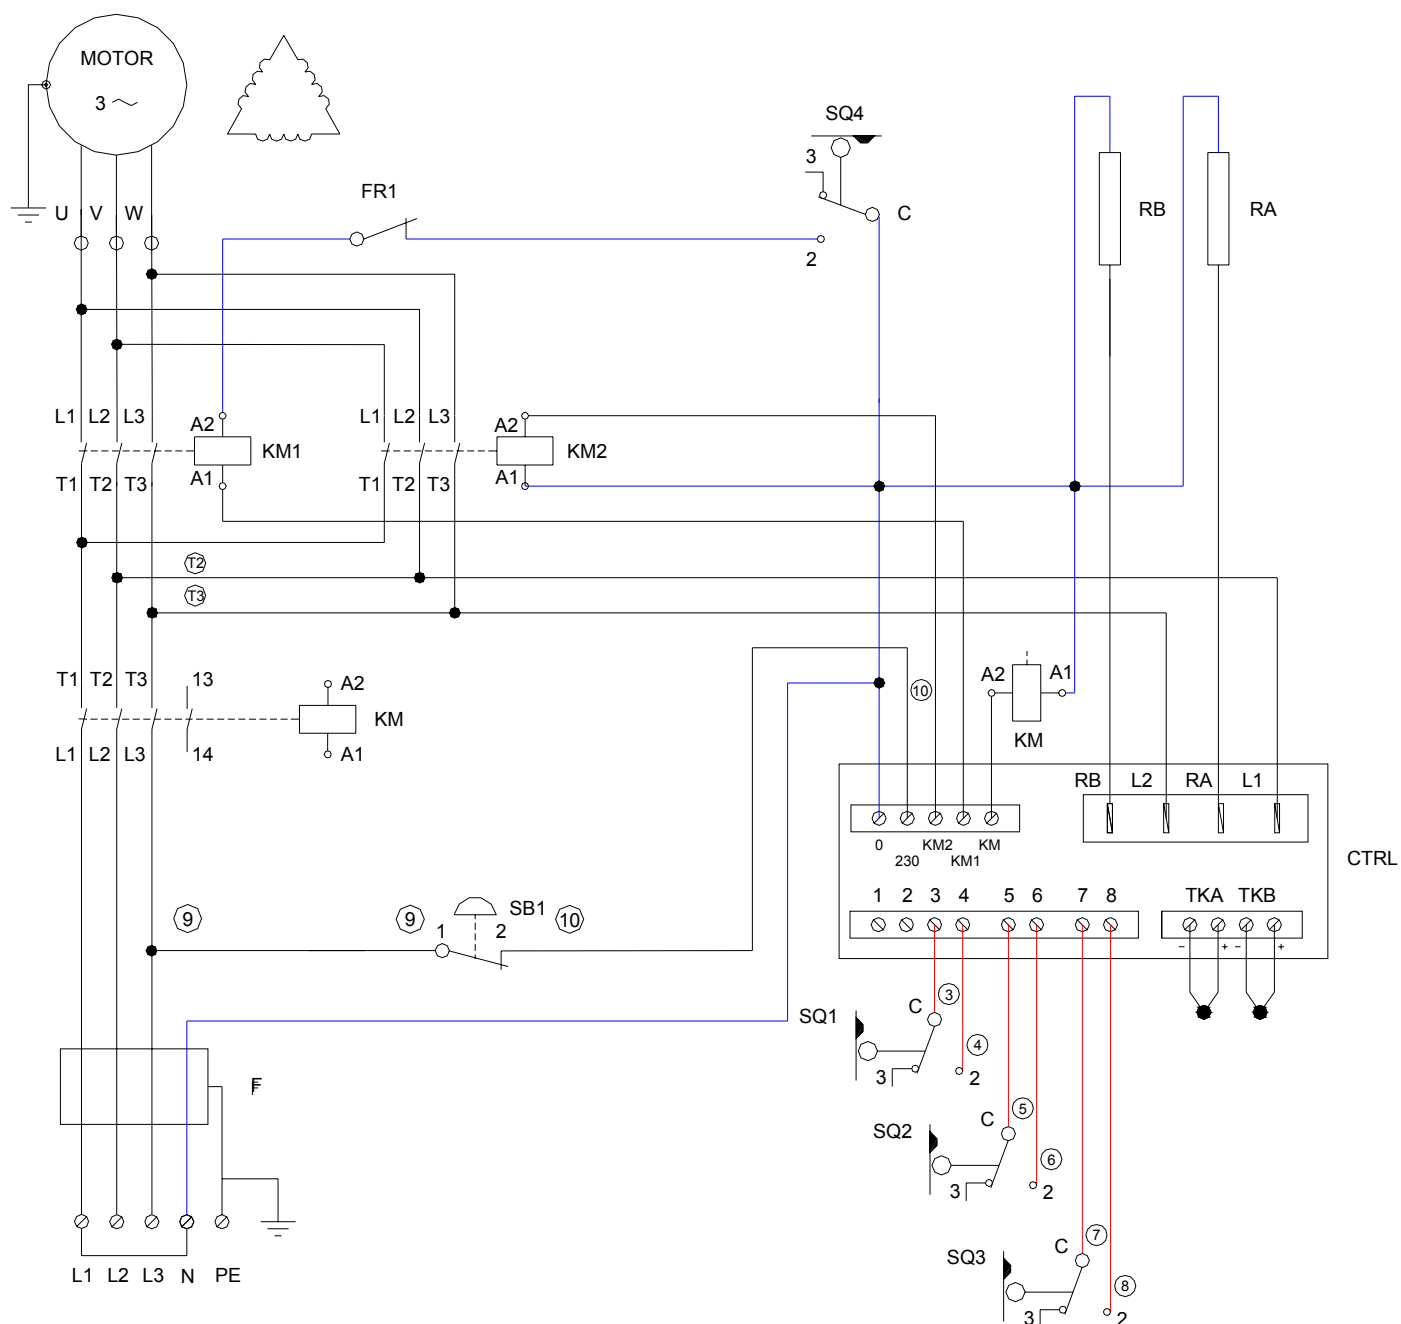 MOTOR
3
SQ4
3
FR1
C
RB
RA
U V W
2
L1 L2 L3
A2
KM1
A1
T1 T2 T3
L1 L2 L3
A2
KM2
A1
T1 T2 T3
T2
T3
T1 T2 T3 13
A2
KM
A1
L1 L2 L3 14
10
A2 A1
KM
RB L2 RA L1
0 230 KM2 KM1 KM
CTRL
1 2 3 4 5 6 7 8
TKA TKB
- + - +
9
9
SB1
1 2
10
SQ1
C
3
4
3
2
F
SQ2
C
5
6
3
2
SQ3
C
7
8
3
2
L1 L2 L3 N PE